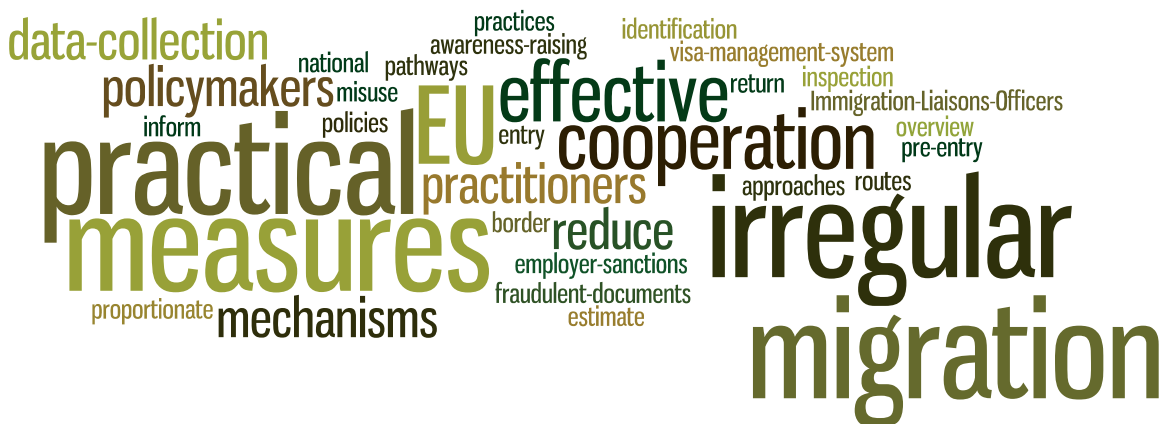 practices
identification
data-collection
awareness-raising
visa-management-system
national
pathways
policymakers
misuse
effective
return
inspection
Immigration-Liaisons-Officers
EU
inform
policies
entry
cooperation
overview
pre-entry
practical
practitioners
approaches
routes
irregular
measures
border
reduce
employer-sanctions
fraudulent-documents
proportionate
mechanisms
estimate
migration